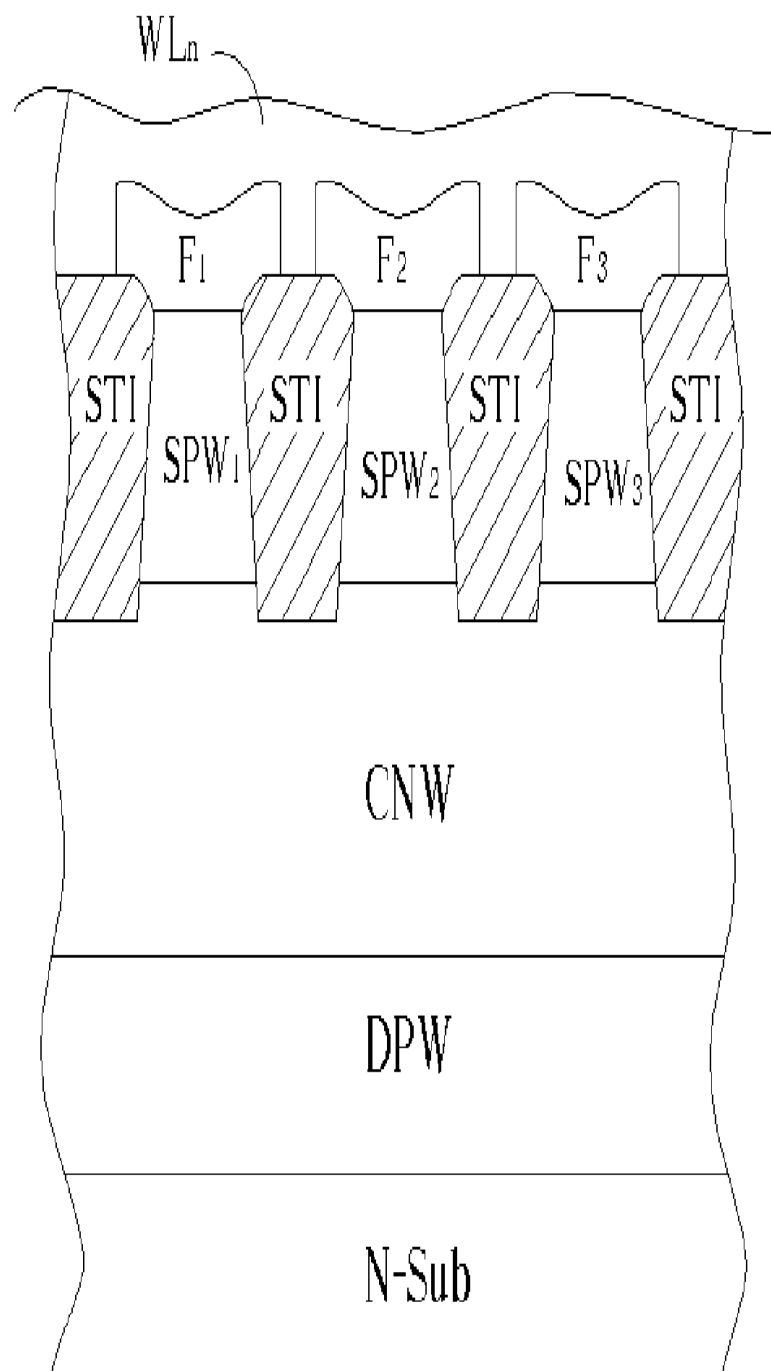 WLn
F1 F2 F3
STI STI STI STI
SPW1 SPW2 SPW3
CNW
DPW
N-Sub